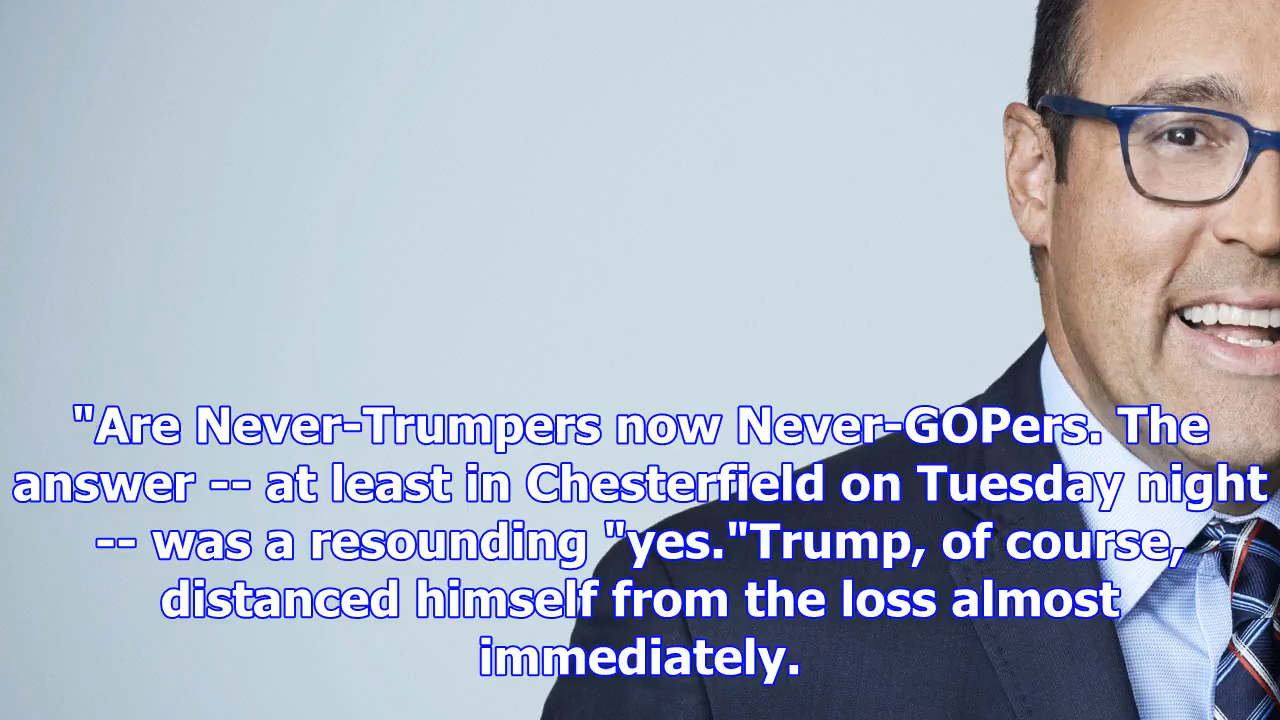 "Are Never-Trumpers now Never-GOPers. The
answer -- at least in Chesterfield on Tuesday night
-- was a resounding "yes."Trump, of course,
distanced himself from the loss almost
immediately.